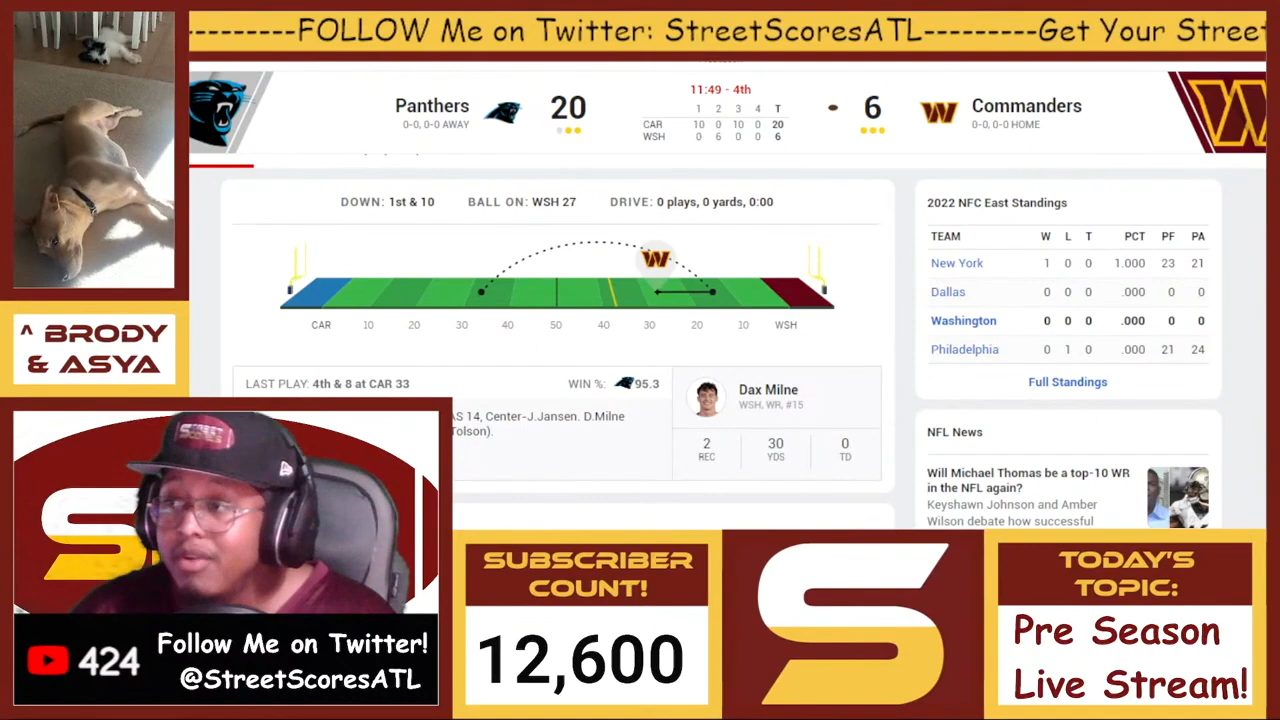 ---------FOLLOW Me on Twitter: StreetScoresATL---------Get Your Street
Panthers
0-0, 0-0 AWAY
20
11:49 - 4th
1 2 3 4 T
CAR 10 0 10 0 20
WSH 0 6 0 0 6
6
Commanders
0-0, 0-0 HOME
DOWN: 1st & 10 BALL ON: WSH 27 DRIVE: 0 plays, 0 yards, 0:00
W
CAR 10 20 30 40 50 40 30 20 10 WSH
LAST PLAY: 4th & 8 at CAR 33 WIN %: 95.3
AS 14, Center-J.Jansen. D.Milne
Tolson).
Dax Milne
WSH, WR, #15
2 30 0
REC YDS TD
2022 NFC East Standings
TEAM W L T PCT PF PA
New York 1 0 0 1.000 23 21
Dallas 0 0 0 .000 0 0
Washington 0 0 0 .000 0 0
Philadelphia 0 1 0 .000 21 24
Full Standings
NFL News
Will Michael Thomas be a top-10 WR
in the NFL again?
Keyshawn Johnson and Amber
Wilson debate how successful
^ BRODY
& ASYA
STREET
SCORES
424
Follow Me on Twitter!
@StreetScoresATL
SUBSCRIBER
COUNT!
12,600
S
TODAY'S
TOPIC:
Pre Season
Live Stream!